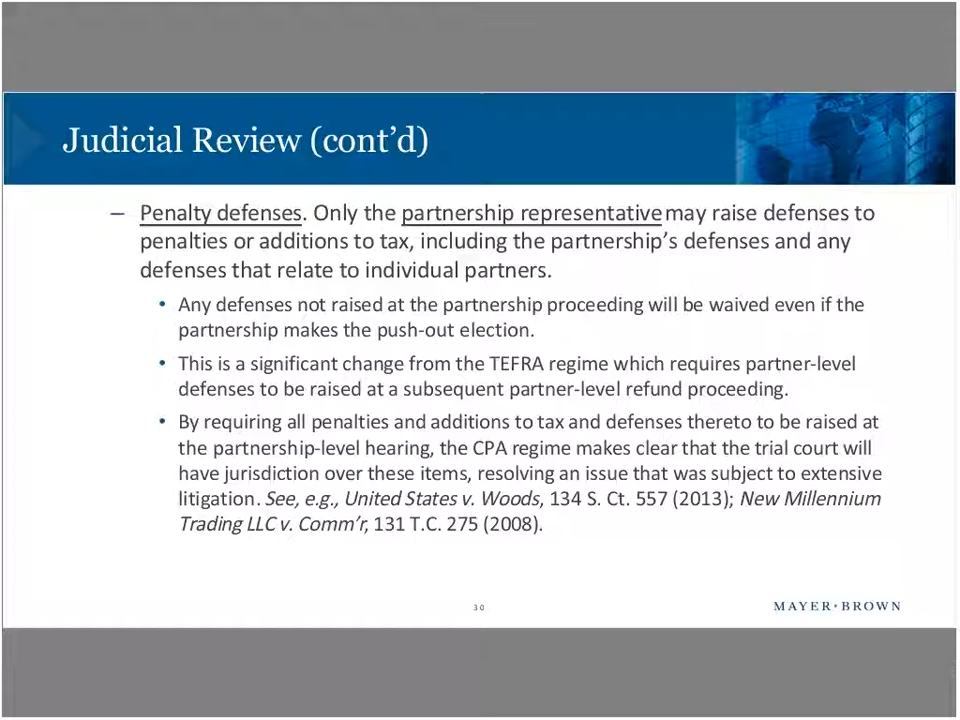 Judicial Review (cont’d)
– Penalty defenses. Only the partnership representative may raise defenses to
penalties or additions to tax, including the partnership’s defenses and any
defenses that relate to individual partners.
• Any defenses not raised at the partnership proceeding will be waived even if the
partnership makes the push-out election.
• This is a significant change from the TEFRA regime which requires partner-level
defenses to be raised at a subsequent partner-level refund proceeding.
• By requiring all penalties and additions to tax and defenses thereto to be raised at
the partnership-level hearing, the CPA regime makes clear that the trial court will
have jurisdiction over these items, resolving an issue that was subject to extensive
litigation. See, e.g., United States v. Woods, 134 S. Ct. 557 (2013); New Millennium
Trading LLC v. Comm’r, 131 T.C. 275 (2008).
30
MAYER•BROWN